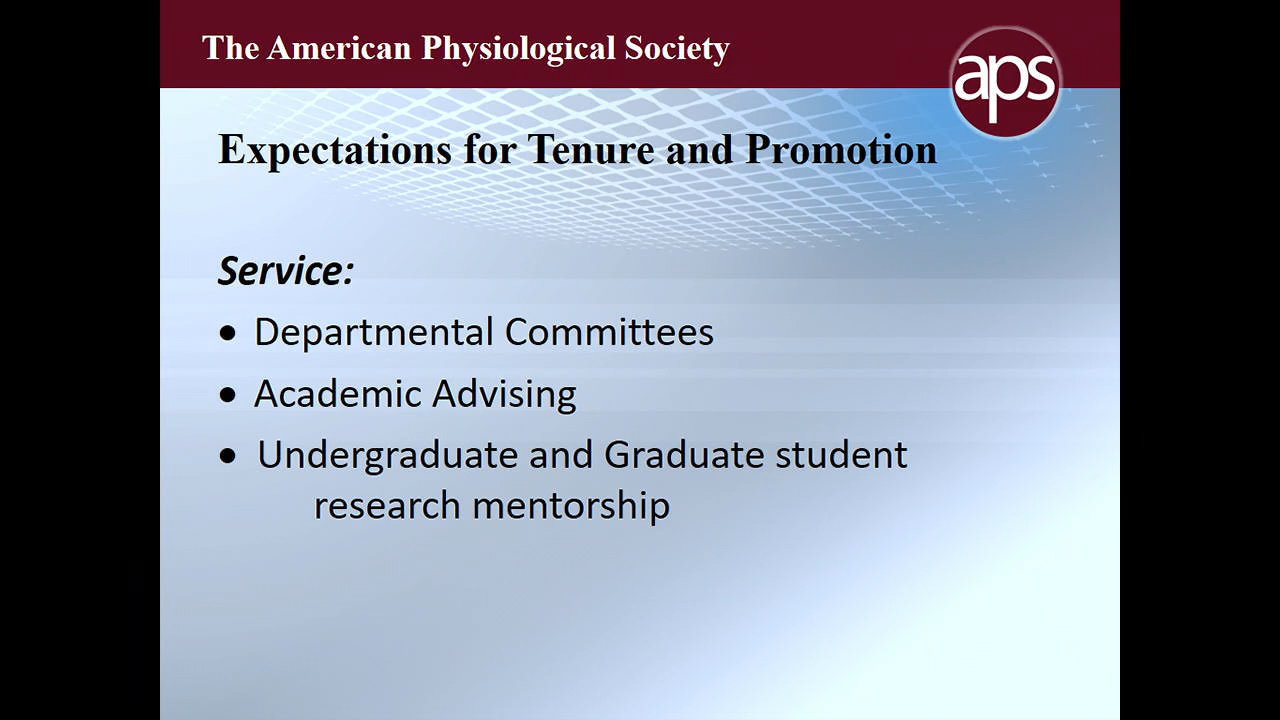 The American Physiological Society
aps
Expectations for Tenure and Promotion
Service:
• Departmental Committees
• Academic Advising
• Undergraduate and Graduate student
research mentorship